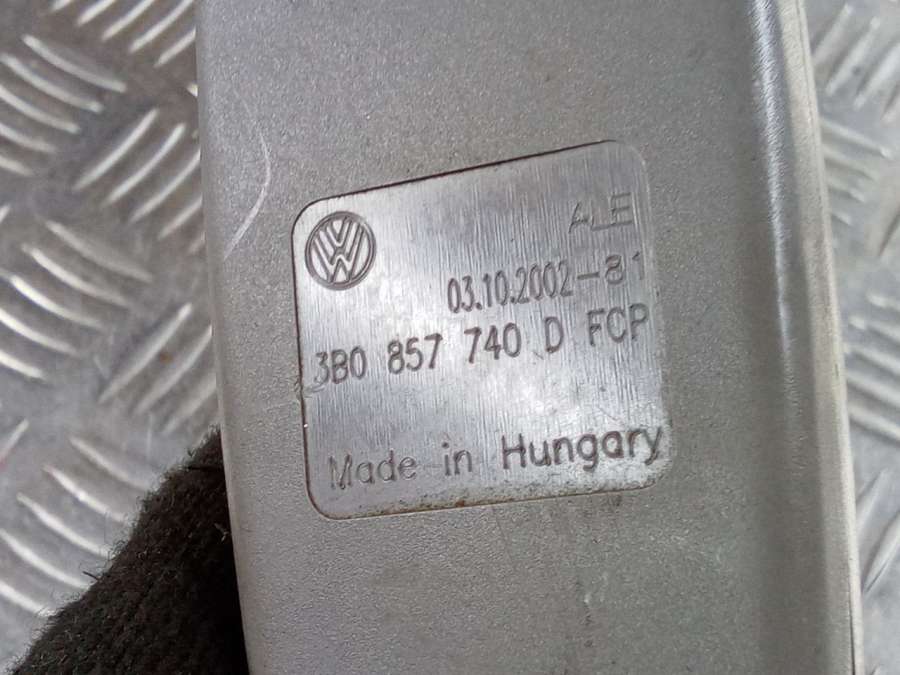 ALE
03.10.2002-81
3B0 857 740 D FCP
Made in Hungary